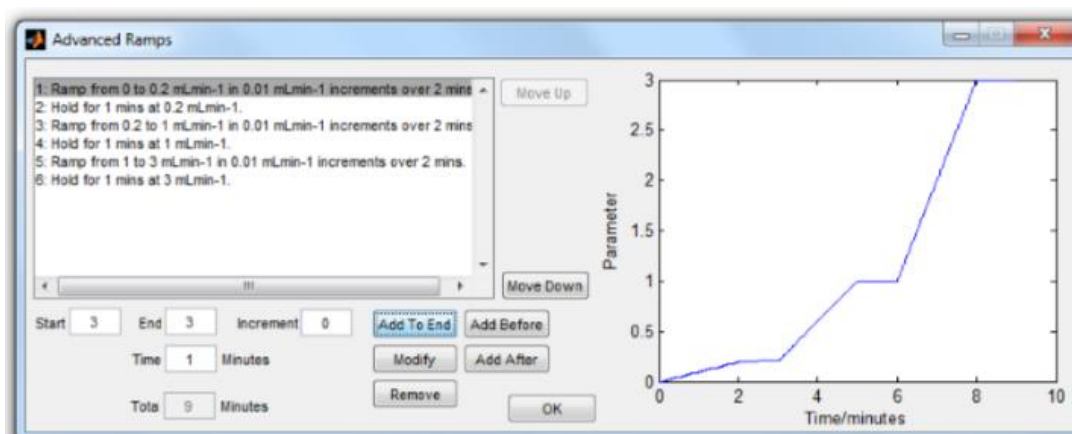 Advanced Ramps
1: Ramp from 0 to 0.2 mLmin-1 in 0.01 mLmin-1 increments over 2 mins
2: Hold for 1 mins at 0.2 mLmin-1.
3: Ramp from 0.2 to 1 mLmin-1 in 0.01 mLmin-1 increments over 2 mins
4: Hold for 1 mins at 1 mLmin-1.
5: Ramp from 1 to 3 mLmin-1 in 0.01 mLmin-1 increments over 2 mins.
6: Hold for 1 mins at 3 mLmin-1.
Move Up
Move Down
Start 3 End 3 Increment 0 Add To End Add Before
Time 1 Minutes Modify Add After
Remove
Tota 9 Minutes OK
3
2.5
2
1.5
1
0.5
0
Parameter
0 2 4 6 8 10
Time/minutes